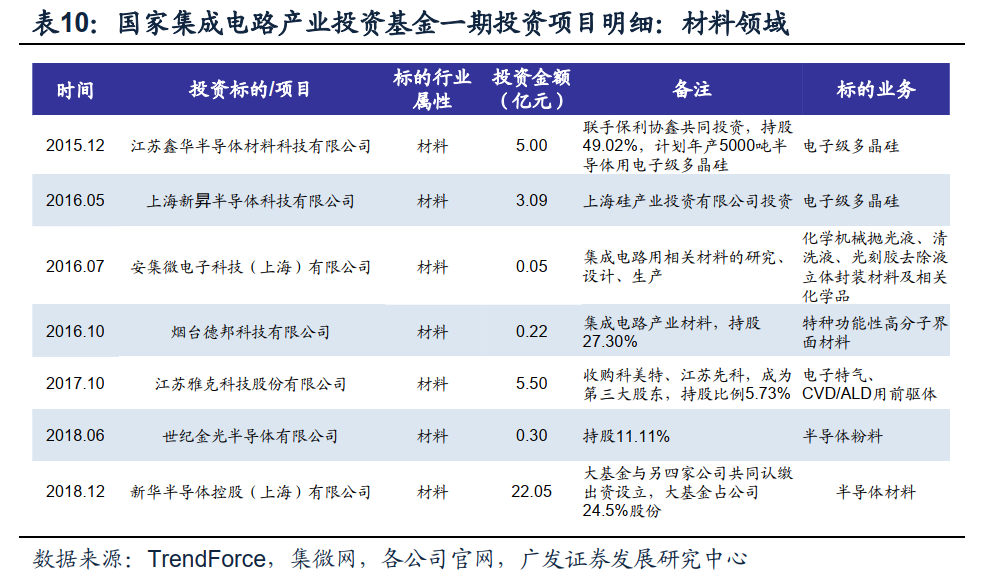 表10：国家集成电路产业投资基金一期投资项目明细：材料领域
时间 投资标的/项目 标的行业属性 投资金额（亿元） 备注 标的业务
2015.12 江苏鑫华半导体材料科技有限公司 材料 5.00 联手保利协鑫共同投资，持股49.02%，计划年产5000吨半导体用电子级多晶硅 电子级多晶硅
2016.05 上海新昇半导体科技有限公司 材料 3.09 上海硅产业投资有限公司投资 电子级多晶硅
2016.07 安集微电子科技（上海）有限公司 材料 0.05 集成电路用相关材料的研究、设计、生产 化学机械抛光液、清洗液、光刻胶去除液立体封装材料及相关化学品
2016.10 烟台德邦科技有限公司 材料 0.22 集成电路产业材料，持股27.30% 特种功能性高分子界面材料
2017.10 江苏雅克科技股份有限公司 材料 5.50 收购科美特、江苏先科，成为第三大股东，持股比例5.73% 电子特气、CVD/ALD用前驱体
2018.06 世纪金光半导体有限公司 材料 0.30 持股11.11% 半导体粉料
2018.12 新华半导体控股（上海）有限公司 材料 22.05 大基金与另四家公司共同认缴出资设立，大基金占公司24.5%股份 半导体材料
数据来源：TrendForce，集微网，各公司官网，广发证券发展研究中心